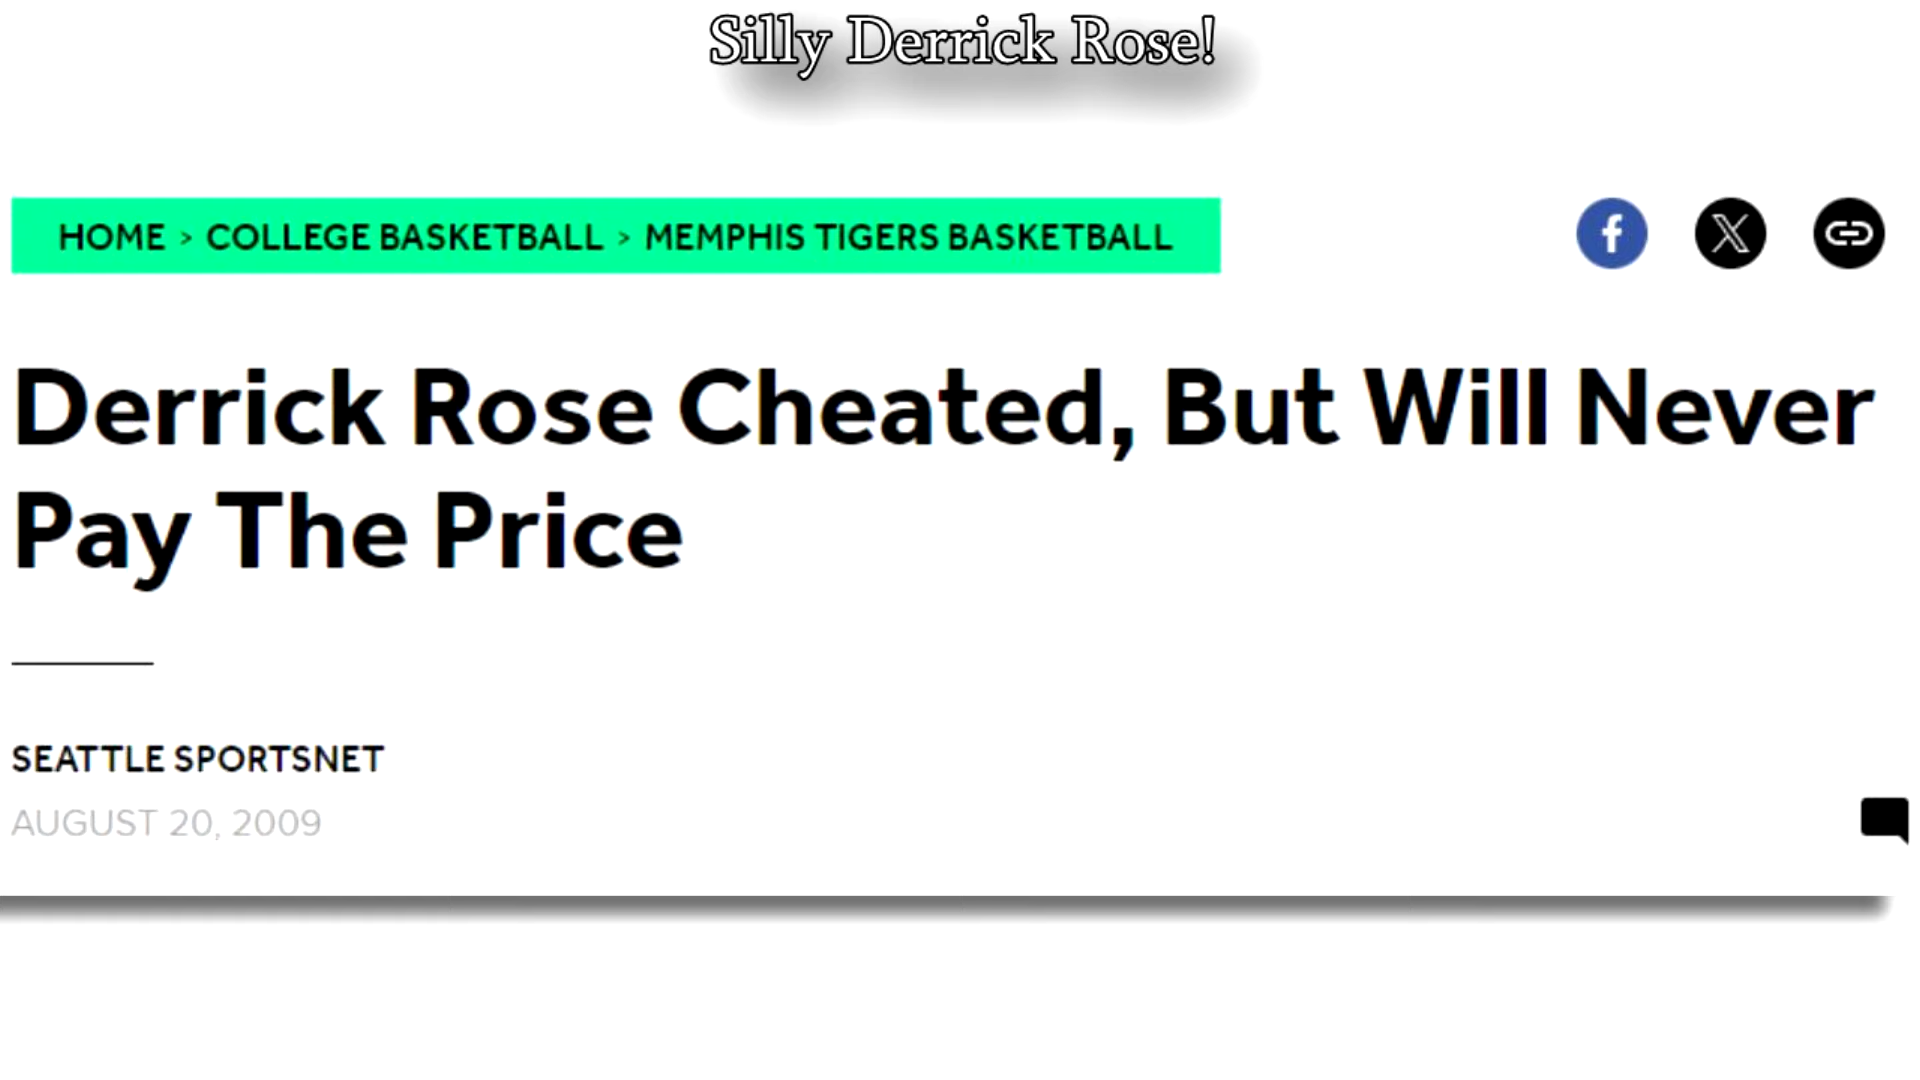 Silly Derrick Rose!
HOME > COLLEGE BASKETBALL > MEMPHIS TIGERS BASKETBALL
Derrick Rose Cheated, But Will Never
Pay The Price
SEATTLE SPORTSNET
AUGUST 20, 2009